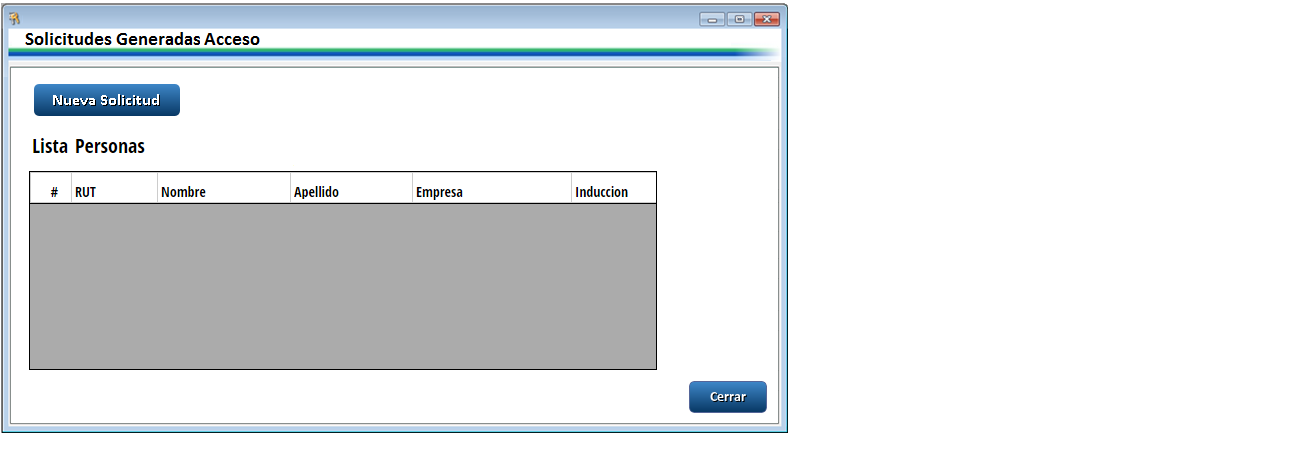 Solicitudes Generadas Acceso
Nueva Solicitud
Lista Personas
# RUT Nombre Apellido Empresa Induccion
Cerrar